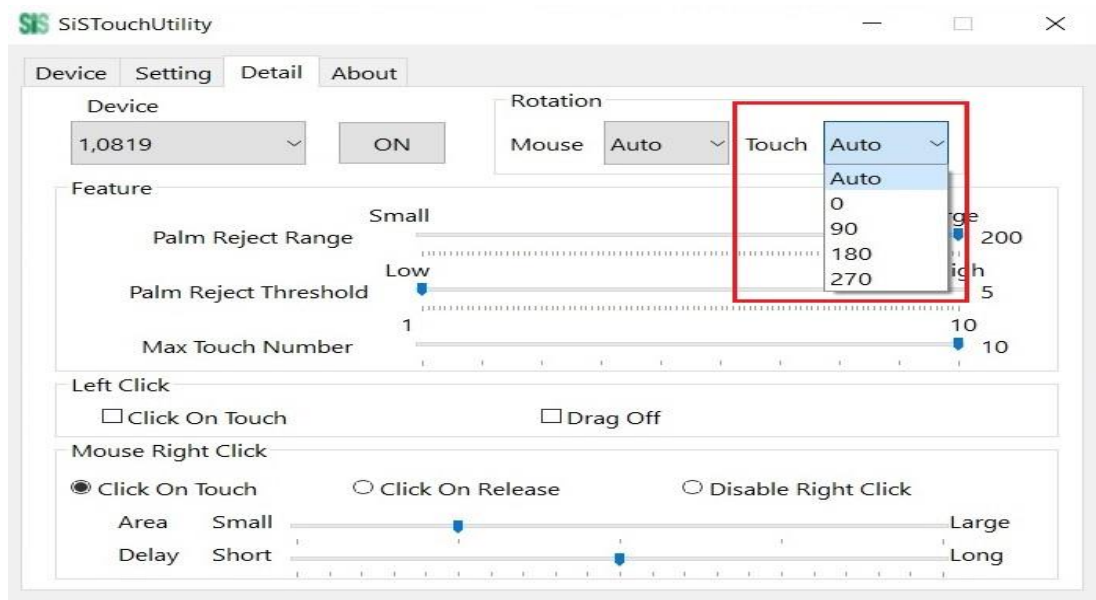 SiS SiSTouchUtility
Device Setting Detail About
Device
Rotation
1,0819 ON Mouse Auto Touch Auto
Auto
0
90
180
270
Feature
Small
Palm Reject Range 200
Low
Palm Reject Threshold 5
1 10
Max Touch Number 10
Left Click
Click On Touch Drag Off
Mouse Right Click
Click On Touch Click On Release Disable Right Click
Area Small Large
Delay Short Long